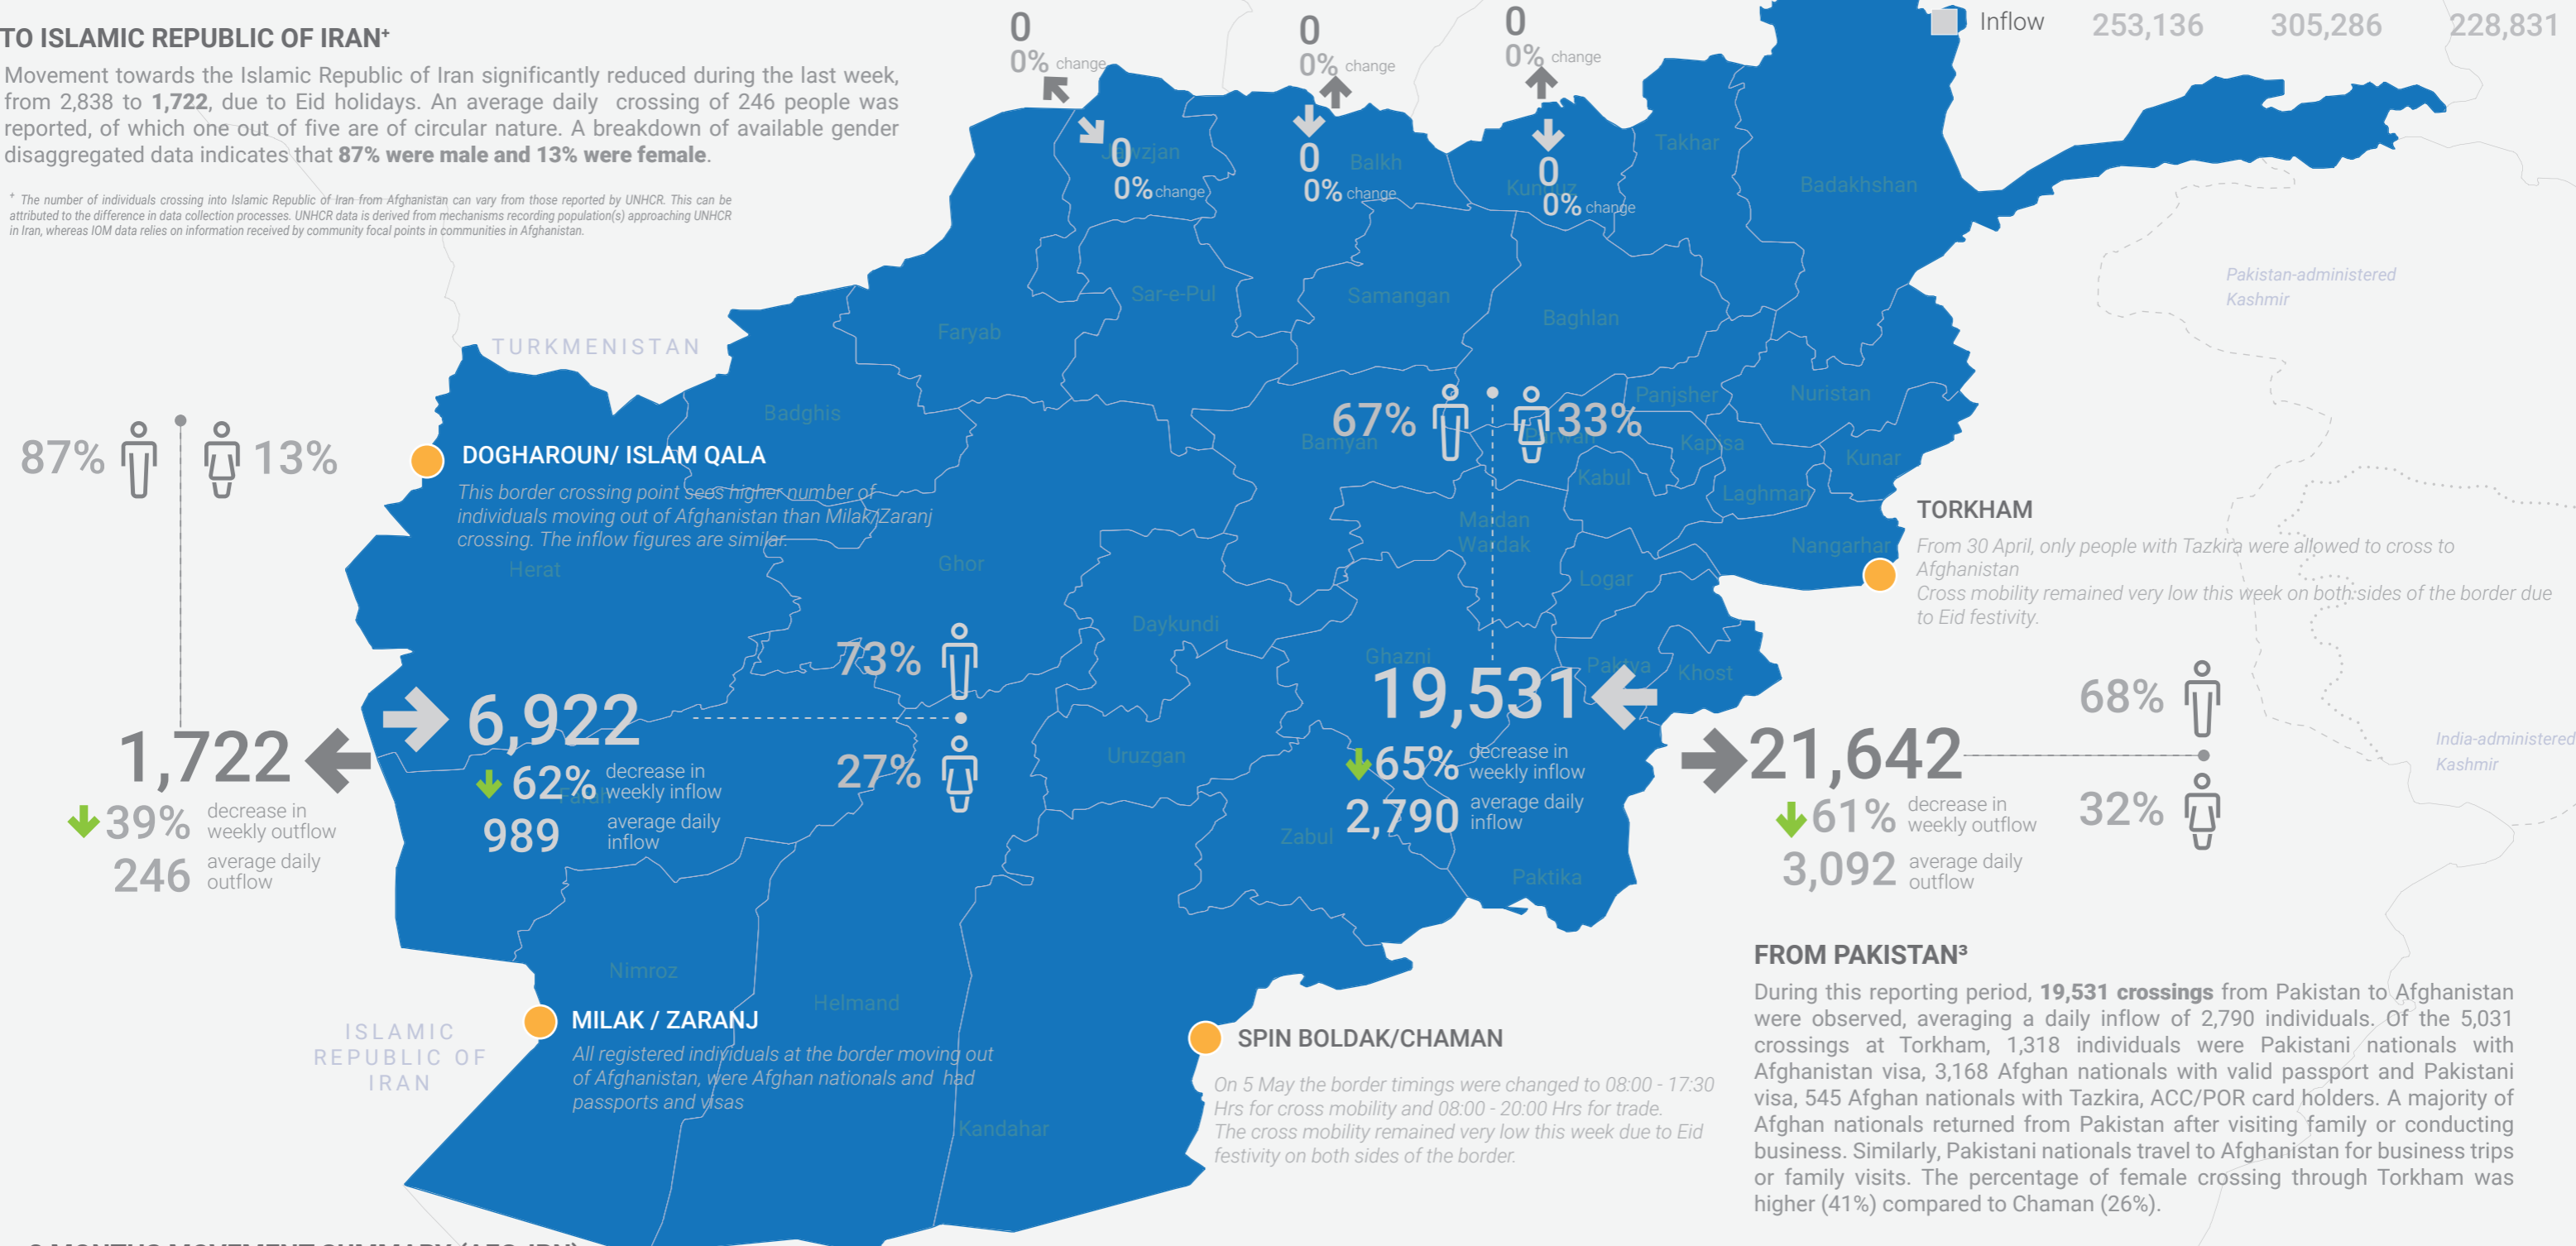 TO ISLAMIC REPUBLIC OF IRAN⁺
Movement towards the Islamic Republic of Iran significantly reduced during the last week,
from 2,838 to 1,722, due to Eid holidays. An average daily crossing of 246 people was
reported, of which one out of five are of circular nature. A breakdown of available gender
disaggregated data indicates that 87% were male and 13% were female.
⁺ The number of individuals crossing into Islamic Republic of Iran from Afghanistan can vary from those reported by UNHCR. This can be
attributed to the difference in data collection processes. UNHCR data is derived from mechanisms recording population(s) approaching UNHCR
in Iran, whereas IOM data relies on information received by community focal points in communities in Afghanistan.
0
0% change
0
0% change
0
0% change
0
0% change
0
0% change
0
0% change
Inflow 253,136 305,286 228,831
Jawzjan
Balkh
Kunduz
Takhar
Badakhshan
Sar-e-Pul
Samangan
Baghlan
Faryab
TURKMENISTAN
Badghis
Pakistan-administered
Kashmir
87% 13%
DOGHAROUN/ ISLAM QALA
This border crossing point sees higher number of
individuals moving out of Afghanistan than Milak/Zaranj
crossing. The inflow figures are similar.
Herat
Ghor
67% 33%
Bamyan
Parwan
Panjsher
Nuristan
Kapisa
Kunar
Kabul
Laghman
Maidan
Wardak
Nangarhar
Logar
TORKHAM
From 30 April, only people with Tazkira were allowed to cross to
Afghanistan
Cross mobility remained very low this week on both sides of the border due
to Eid festivity.
Daykundi
Ghazni
Paktya
Khost
73%
27%
6,922
62% decrease in
weekly inflow
989 average daily
inflow
Farah
1,722
39% decrease in
weekly outflow
246 average daily
outflow
Uruzgan
Zabul
Paktika
19,531
65% decrease in
weekly inflow
2,790 average daily
inflow
21,642
61% decrease in
weekly outflow
3,092 average daily
outflow
68%
32%
India-administered
Kashmir
Nimroz
Helmand
Kandahar
ISLAMIC
REPUBLIC OF
IRAN
MILAK / ZARANJ
All registered individuals at the border moving out
of Afghanistan, were Afghan nationals and had
passports and visas
SPIN BOLDAK/CHAMAN
On 5 May the border timings were changed to 08:00 - 17:30
Hrs for cross mobility and 08:00 - 20:00 Hrs for trade.
The cross mobility remained very low this week due to Eid
festivity on both sides of the border.
FROM PAKISTAN³
During this reporting period, 19,531 crossings from Pakistan to Afghanistan
were observed, averaging a daily inflow of 2,790 individuals. Of the 5,031
crossings at Torkham, 1,318 individuals were Pakistani nationals with
Afghanistan visa, 3,168 Afghan nationals with valid passport and Pakistani
visa, 545 Afghan nationals with Tazkira, ACC/POR card holders. A majority of
Afghan nationals returned from Pakistan after visiting family or conducting
business. Similarly, Pakistani nationals travel to Afghanistan for business trips
or family visits. The percentage of female crossing through Torkham was
higher (41%) compared to Chaman (26%).
MONTHS MOVEMENT SUMMARY